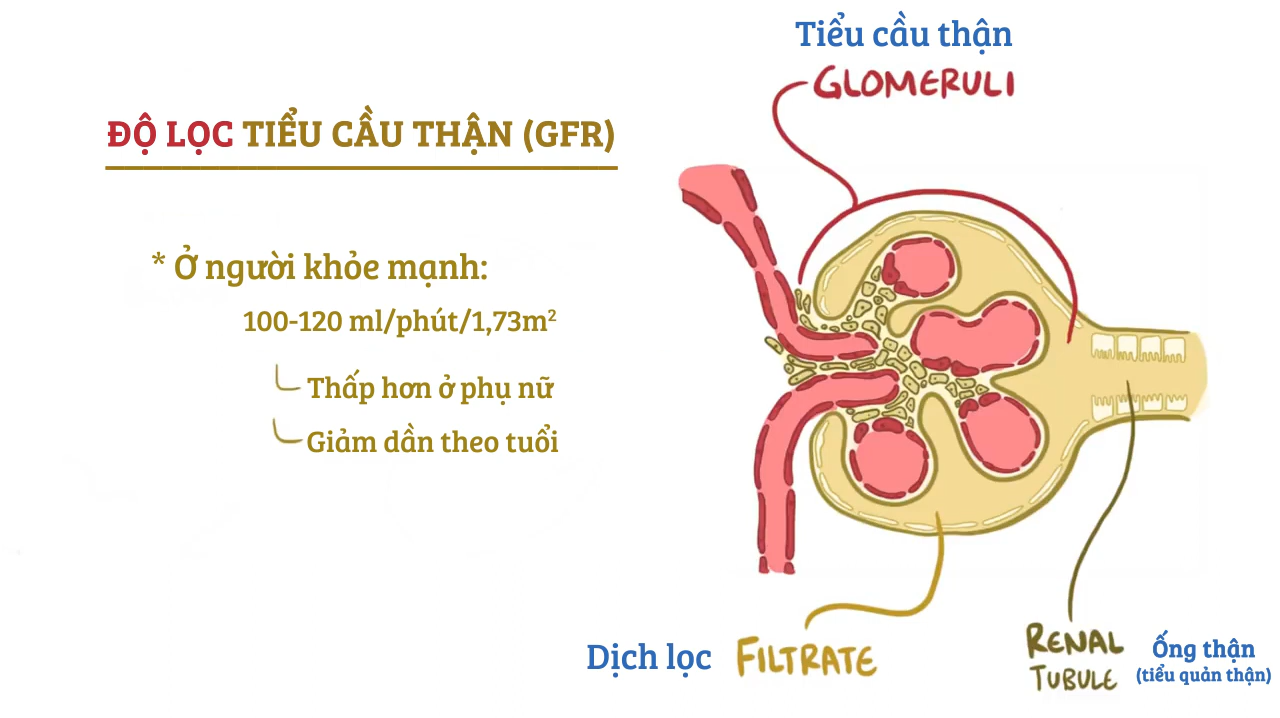 Tiểu cầu thận
GLOMERULI
ĐỘ LỌC TIỂU CẦU THẬN (GFR)
* Ở người khỏe mạnh:
100-120 ml/phút/1,73m²
Thấp hơn ở phụ nữ
Giảm dần theo tuổi
Dịch lọc FILTRATE
RENAL
TUBULE
Ống thận
(tiểu quản thận)